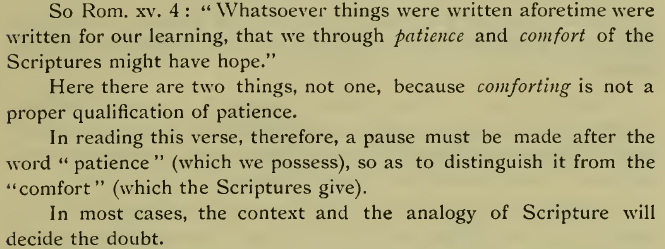 So Rom. xv. 4 : “ Whatsoever things were written aforetime were
written for our learning, that we through patience and comfort of the
Scriptures might have hope.”
Here there are two things, not one, because comforting is not a
proper qualification of patience.
In reading this verse, therefore, a pause must be made after the
word “ patience ” (which we possess), so as to distinguish it from the
“comfort ” (which the Scriptures give).
In most cases, the context and the analogy of Scripture will
decide the doubt.